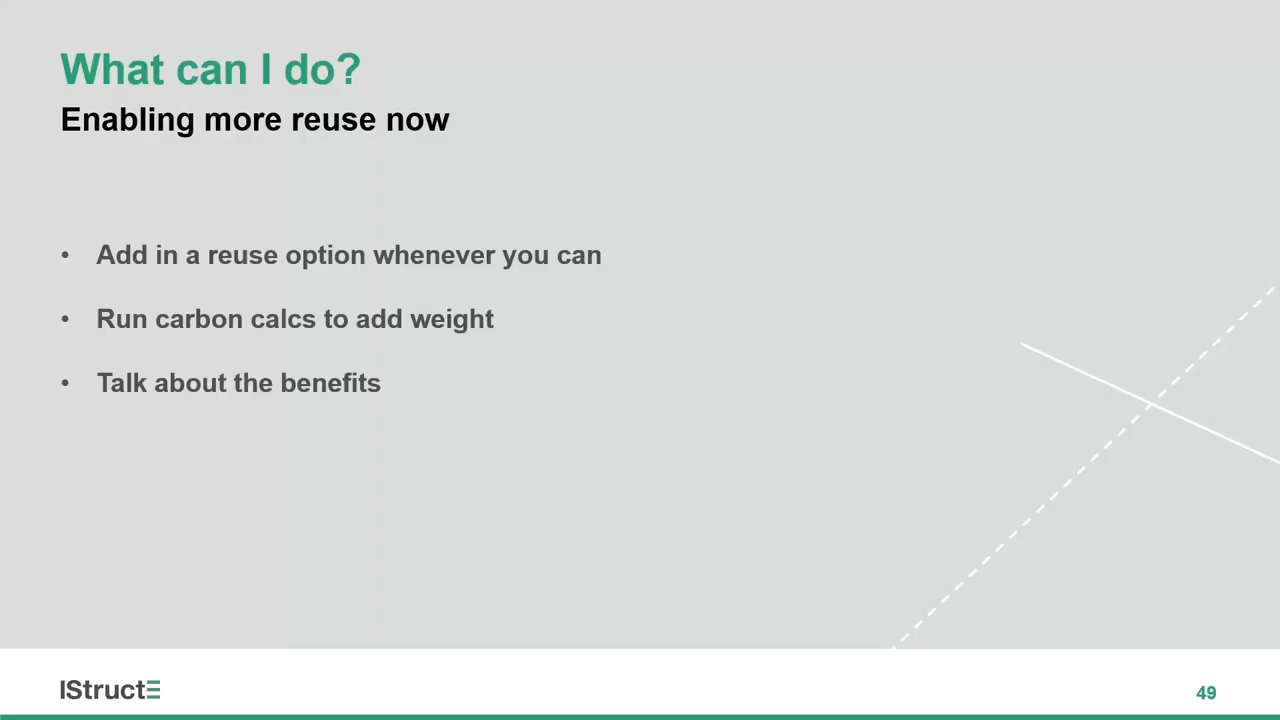 What can I do?
Enabling more reuse now
• Add in a reuse option whenever you can
• Run carbon calcs to add weight
• Talk about the benefits
IStructE
49